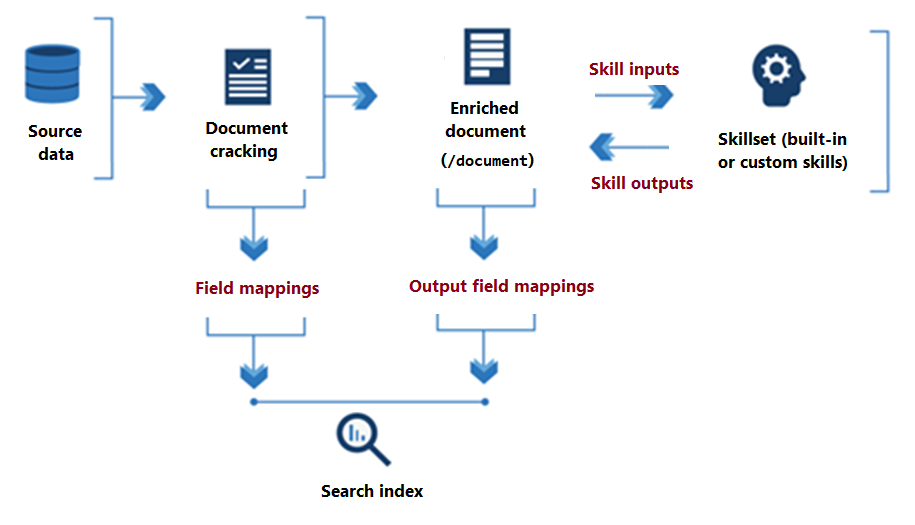 Source
data
Document
cracking
Enriched
document
(/document)
Skill inputs
Skill outputs
Skillset (built-in
or custom skills)
Field mappings
Output field mappings
Search index